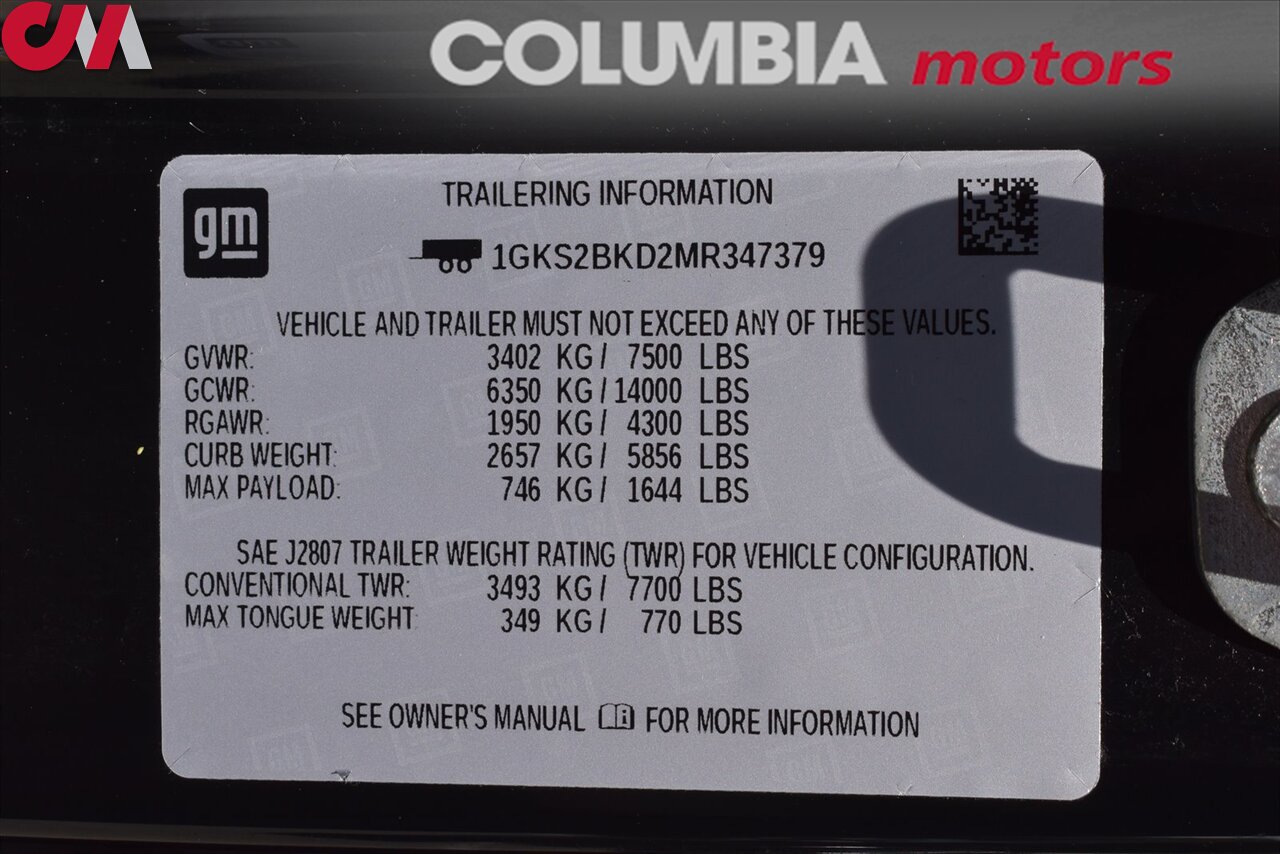 CM COLUMBIA motors
gm
TRAILERING INFORMATION
1GKS2BKD2MR347379
VEHICLE AND TRAILER MUST NOT EXCEED ANY OF THESE VALUES.
GVWR: 3402 KG / 7500 LBS
GCWR: 6350 KG / 14000 LBS
RGAWR: 1950 KG / 4300 LBS
CURB WEIGHT: 2657 KG / 5856 LBS
MAX PAYLOAD: 746 KG / 1644 LBS
SAE J2807 TRAILER WEIGHT RATING (TWR) FOR VEHICLE CONFIGURATION.
CONVENTIONAL TWR: 3493 KG / 7700 LBS
MAX TONGUE WEIGHT: 349 KG / 770 LBS
SEE OWNER'S MANUAL FOR MORE INFORMATION